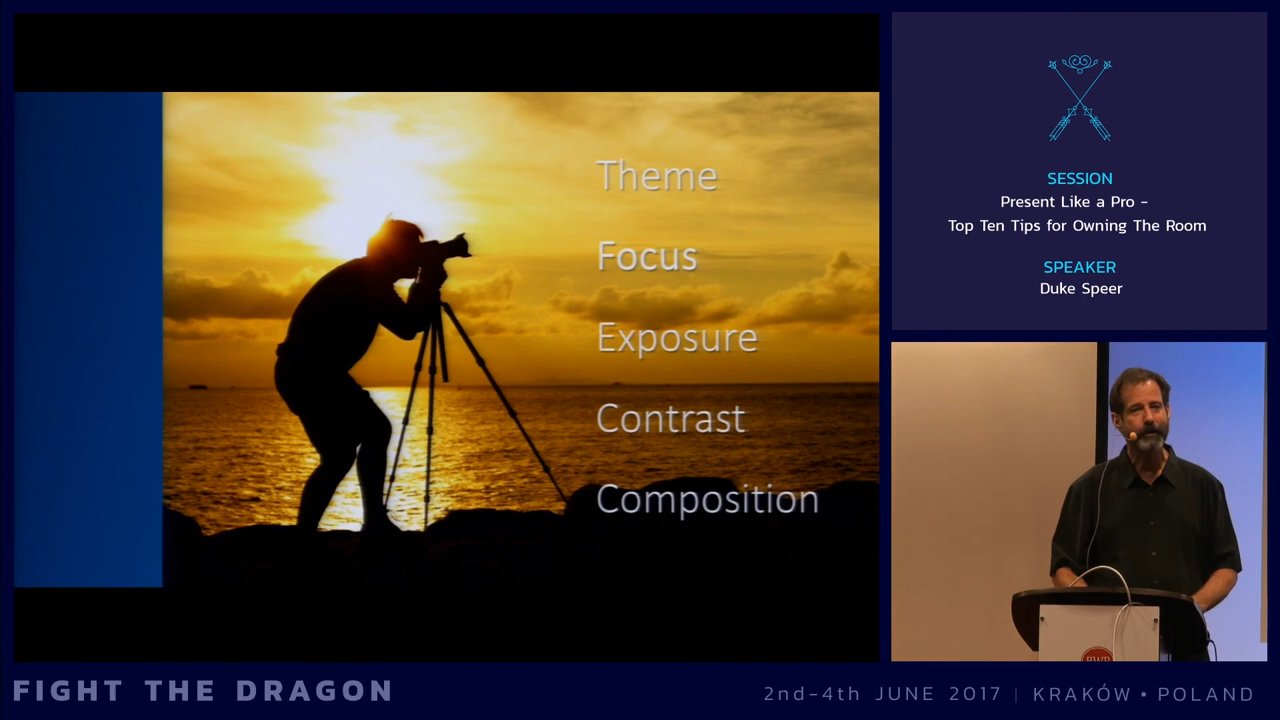 Theme
Focus
Exposure
Contrast
Composition
SESSION
Present Like a Pro –
Top Ten Tips for Owning The Room
SPEAKER
Duke Speer
BWB
FIGHT THE DRAGON
2nd-4th JUNE 2017 | KRAKÓW • POLAND